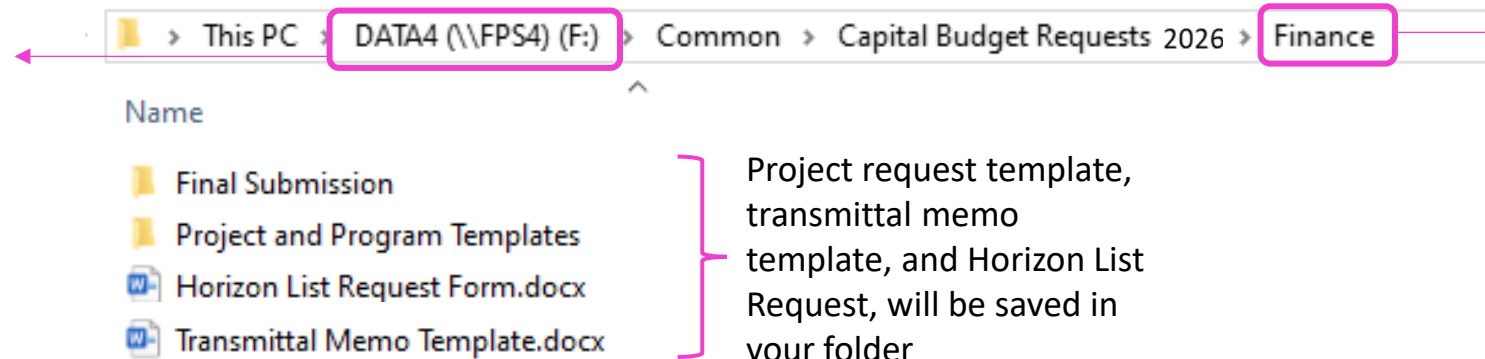 This PC > DATA4 (\\FPS4) (F:) > Common > Capital Budget Requests 2026 > Finance
Name
Final Submission
Project and Program Templates
Horizon List Request Form.docx
Transmittal Memo Template.docx
Project request template,
transmittal memo
template, and Horizon List
Request, will be saved in
your folder